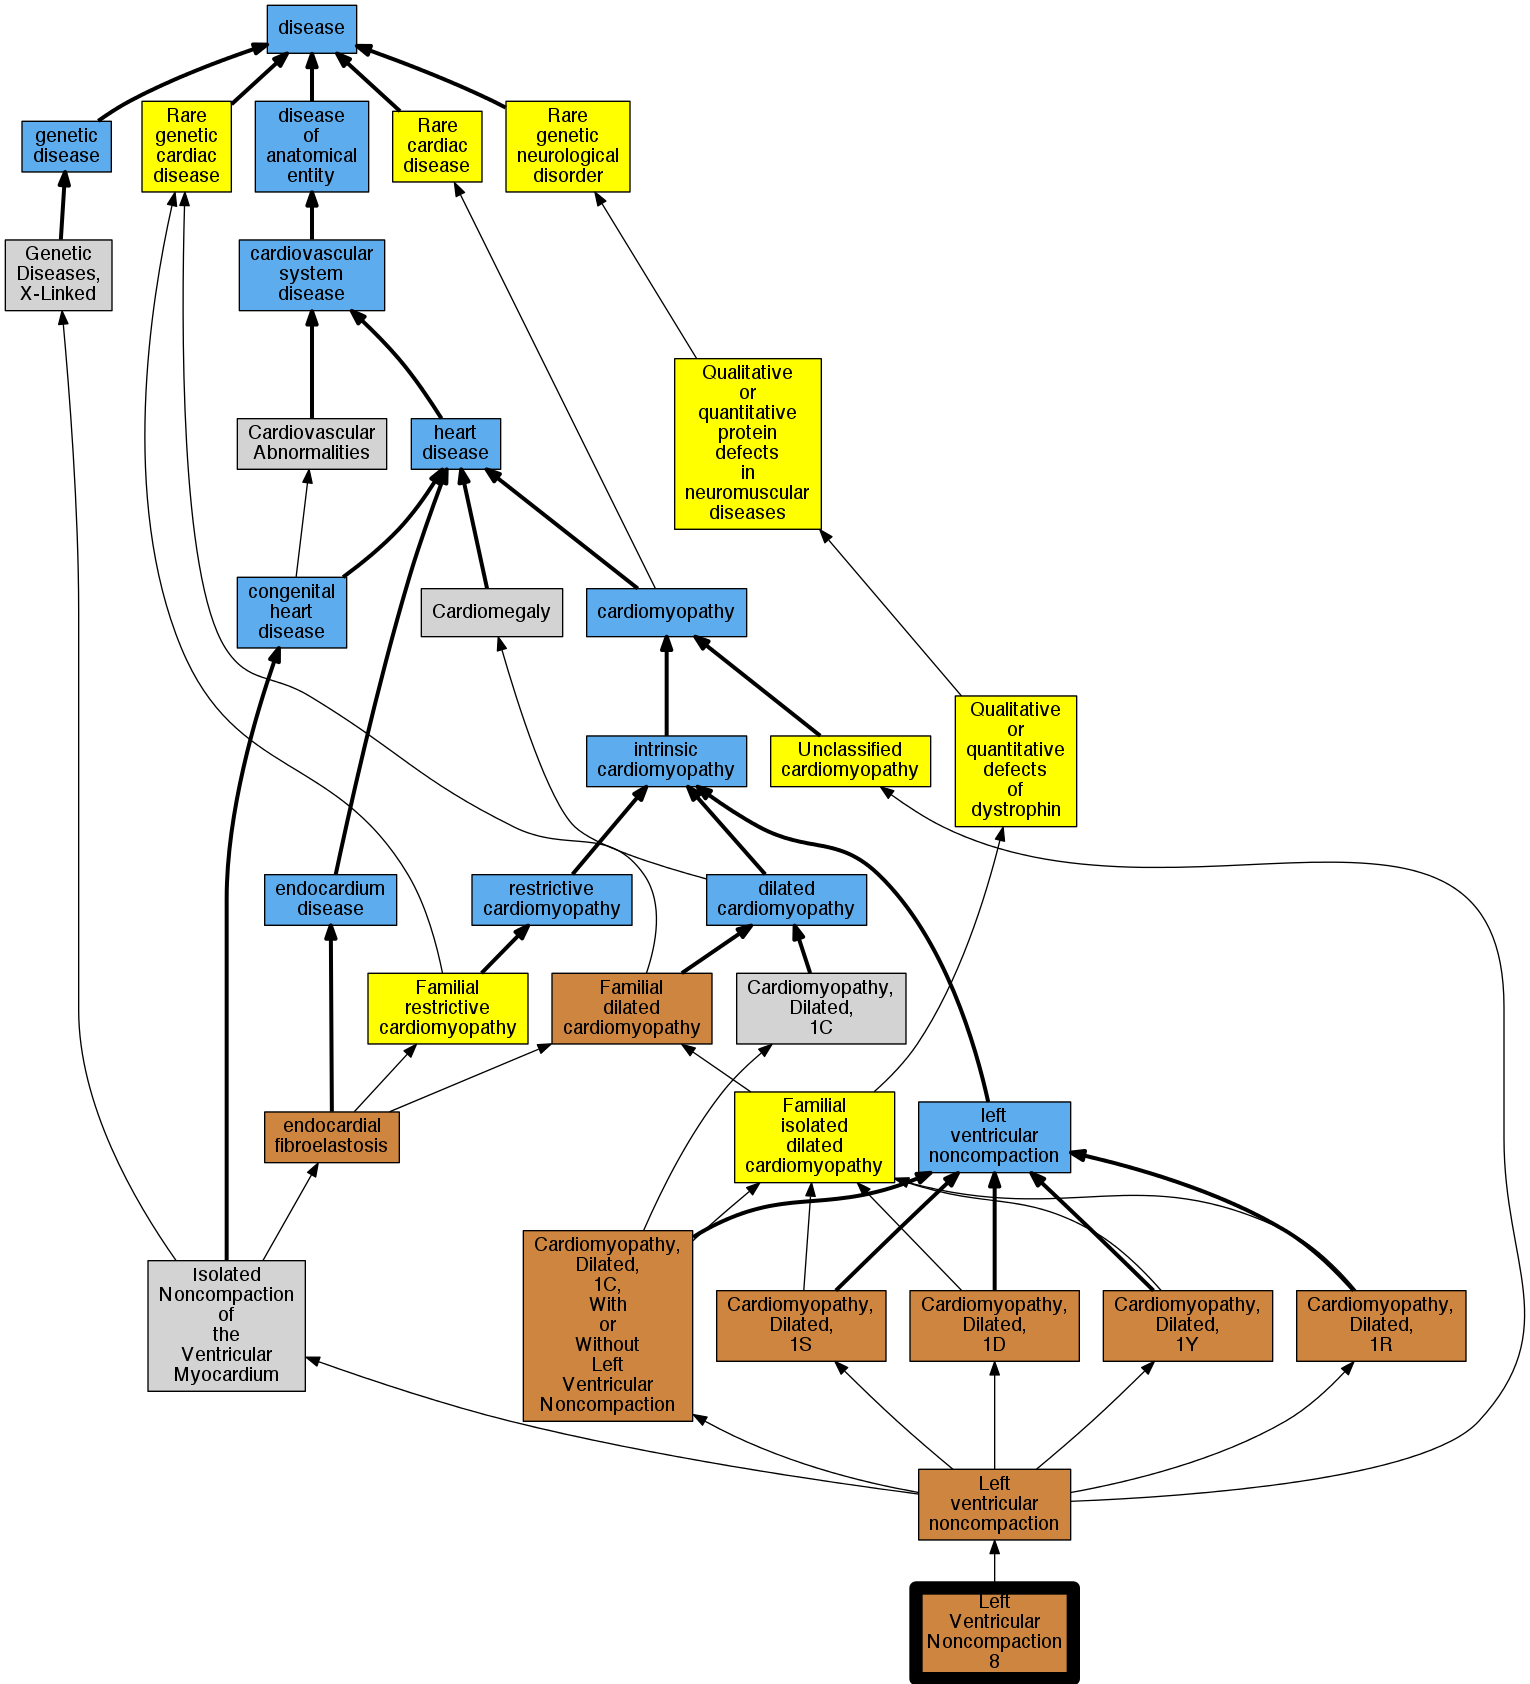 disease
genetic
disease
Rare
genetic
cardiac
disease
disease
of
anatomical
entity
Rare
cardiac
disease
Rare
genetic
neurological
disorder
Genetic
Diseases,
X-Linked
cardiovascular
system
disease
Qualitative
or
quantitative
protein
defects
in
neuromuscular
diseases
Cardiovascular
Abnormalities
heart
disease
congenital
heart
disease
Cardiomegaly
cardiomyopathy
Qualitative
or
quantitative
defects
of
dystrophin
intrinsic
cardiomyopathy
Unclassified
cardiomyopathy
endocardium
disease
restrictive
cardiomyopathy
dilated
cardiomyopathy
Familial
restrictive
cardiomyopathy
Familial
dilated
cardiomyopathy
Cardiomyopathy,
Dilated,
1C
endocardial
fibroelastosis
Familial
isolated
dilated
cardiomyopathy
left
ventricular
noncompaction
Isolated
Noncompaction
of
the
Ventricular
Myocardium
Cardiomyopathy,
Dilated,
1C,
With
or
Without
Left
Ventricular
Noncompaction
Cardiomyopathy,
Dilated,
1S
Cardiomyopathy,
Dilated,
1D
Cardiomyopathy,
Dilated,
1Y
Cardiomyopathy,
Dilated,
1R
Left
ventricular
noncompaction
Left
Ventricular
Noncompaction
8